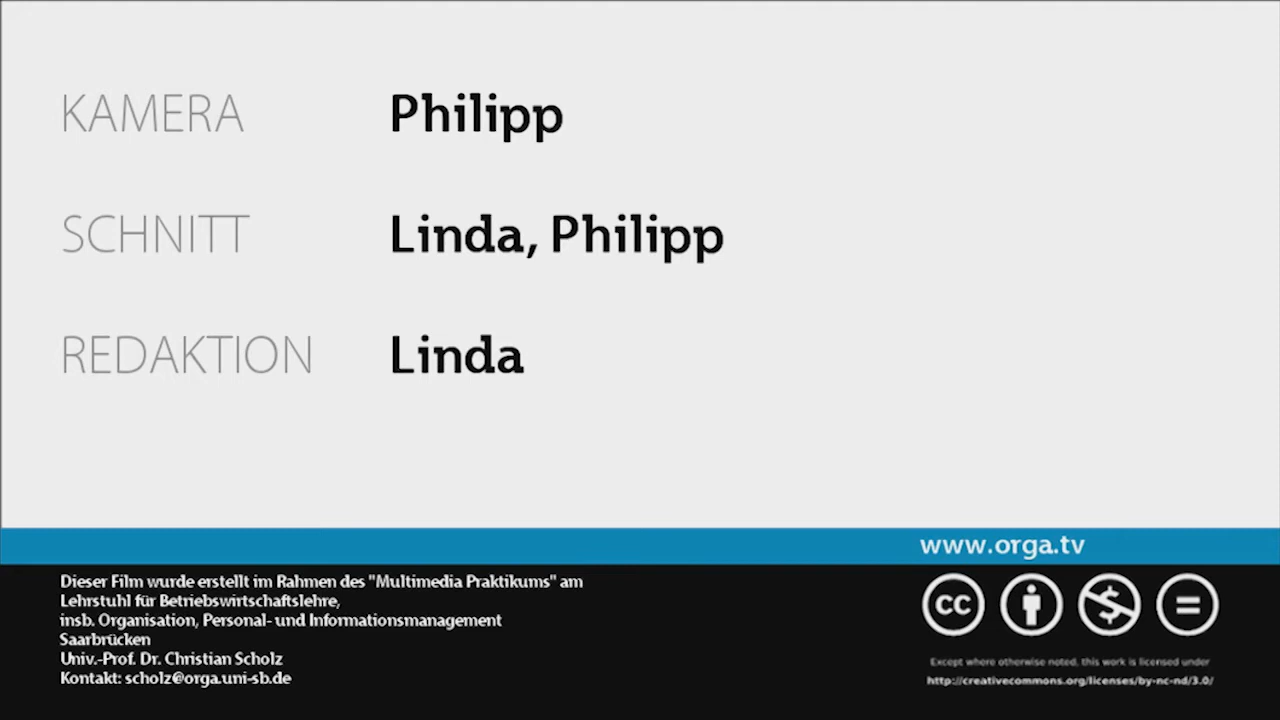 KAMERA Philipp
SCHNITT Linda, Philipp
REDAKTION Linda
www.orga.tv
Dieser Film wurde erstellt im Rahmen des "Multimedia Praktikums" am
Lehrstuhl für Betriebswirtschaftslehre,
insb. Organisation, Personal- und Informationsmanagement
Saarbrücken
Univ.-Prof. Dr. Christian Scholz
Kontakt: scholz@orga.uni-sb.de
cc $ =
Except where otherwise noted, this work is licensed under
http://creativecommons.org/licenses/by-nc-nd/3.0/